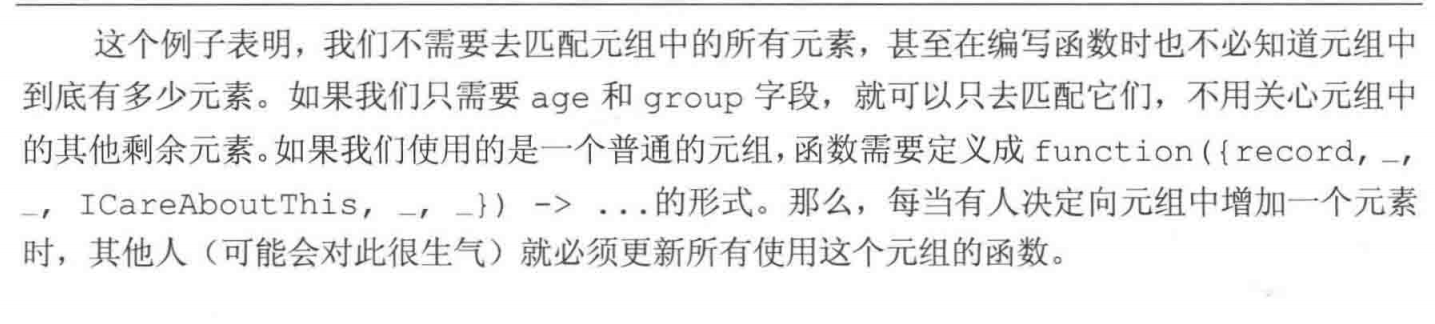 这个例子表明，我们不需要去匹配元组中的所有元素，甚至在编写函数时也不必知道元组中
到底有多少元素。如果我们只需要 age 和 group 字段，就可以只去匹配它们，不用关心元组中
的其他剩余元素。如果我们使用的是一个普通的元组，函数需要定义成 function({record, _,
_, ICareAboutThis, _, _}) -> ...的形式。那么，每当有人决定向元组中增加一个元素
时，其他人（可能会对此很生气）就必须更新所有使用这个元组的函数。